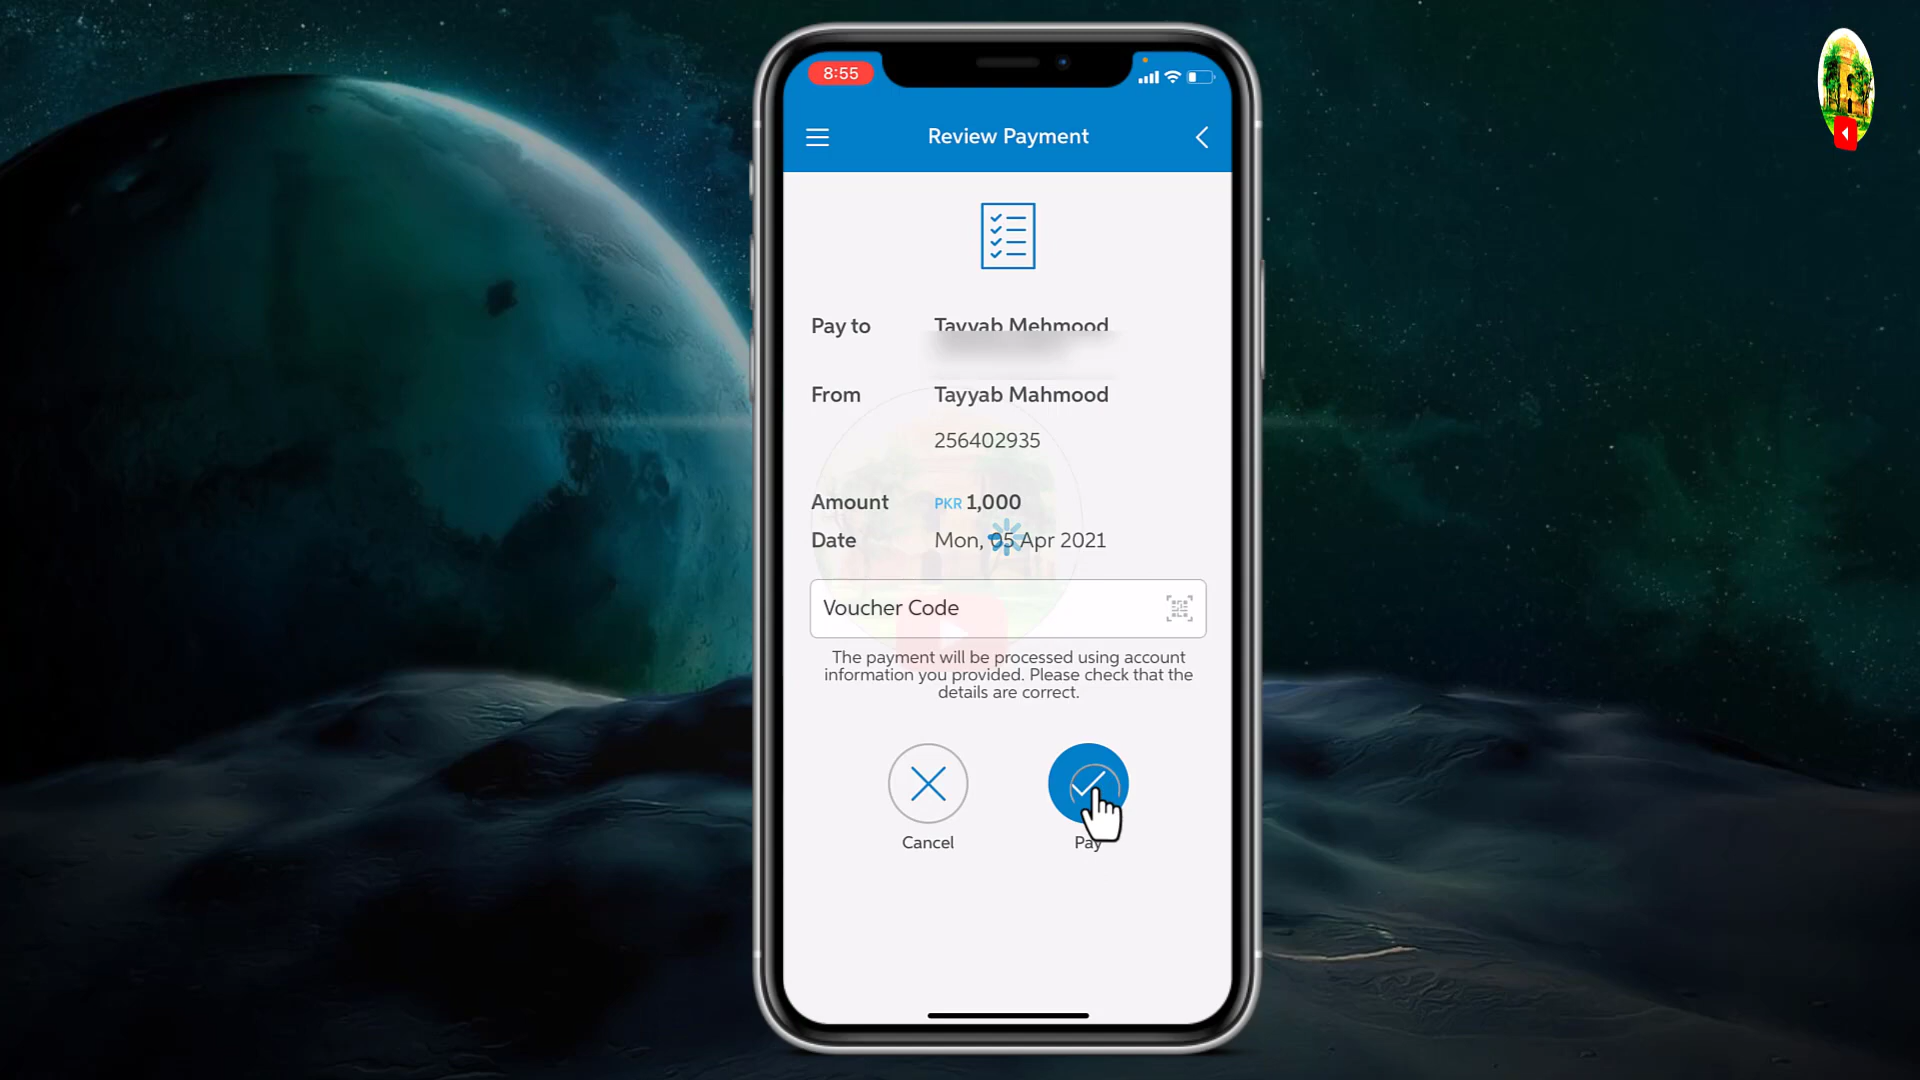 8:55
Review Payment
Pay to Tayyab Mehmood
From Tayyab Mahmood
256402935
Amount PKR 1,000
Date Mon, 05 Apr 2021
Voucher Code
The payment will be processed using account
information you provided. Please check that the
details are correct.
Cancel Pay